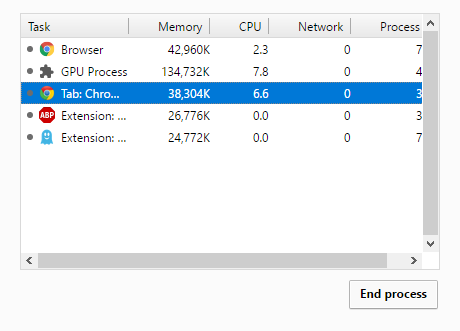 Task Memory CPU Network Process
Browser 42,960K 2.3 0 7
GPU Process 134,732K 7.8 0 4
Tab: Chro... 38,304K 6.6 0 3
ABP Extension: ... 26,776K 0.0 0 3
Extension: ... 24,772K 0.0 0 7
End process